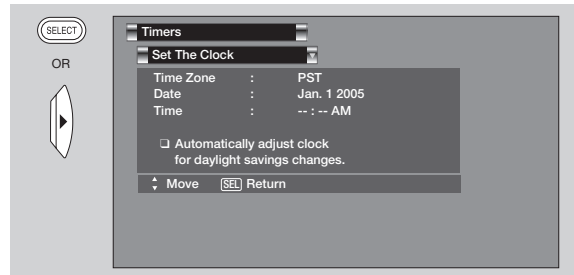 SELECT
OR
Timers
Set The Clock
Time Zone : PST
Date : Jan. 1 2005
Time : -- : -- AM
❑ Automatically adjust clock
for daylight savings changes.
Move SEL Return